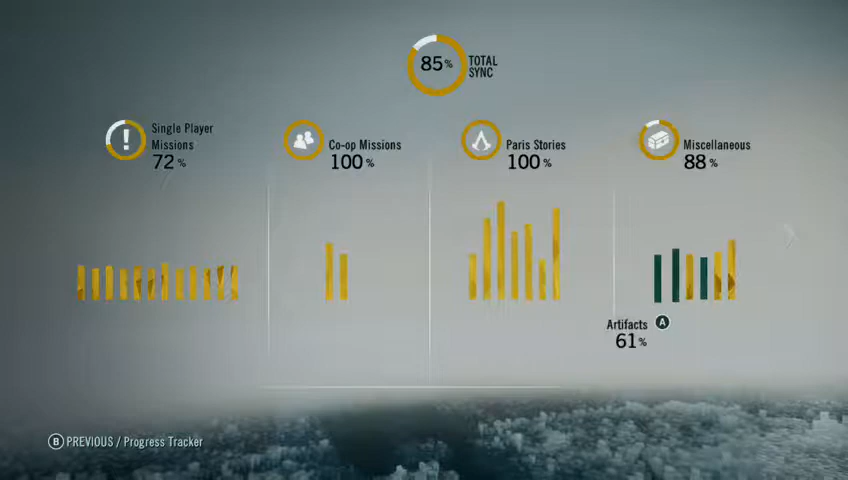 85%
TOTAL
SYNC
Single Player
Missions
72%
Co-op Missions
100%
Paris Stories
100%
Miscellaneous
88%
Artifacts A
61%
B PREVIOUS / Progress Tracker